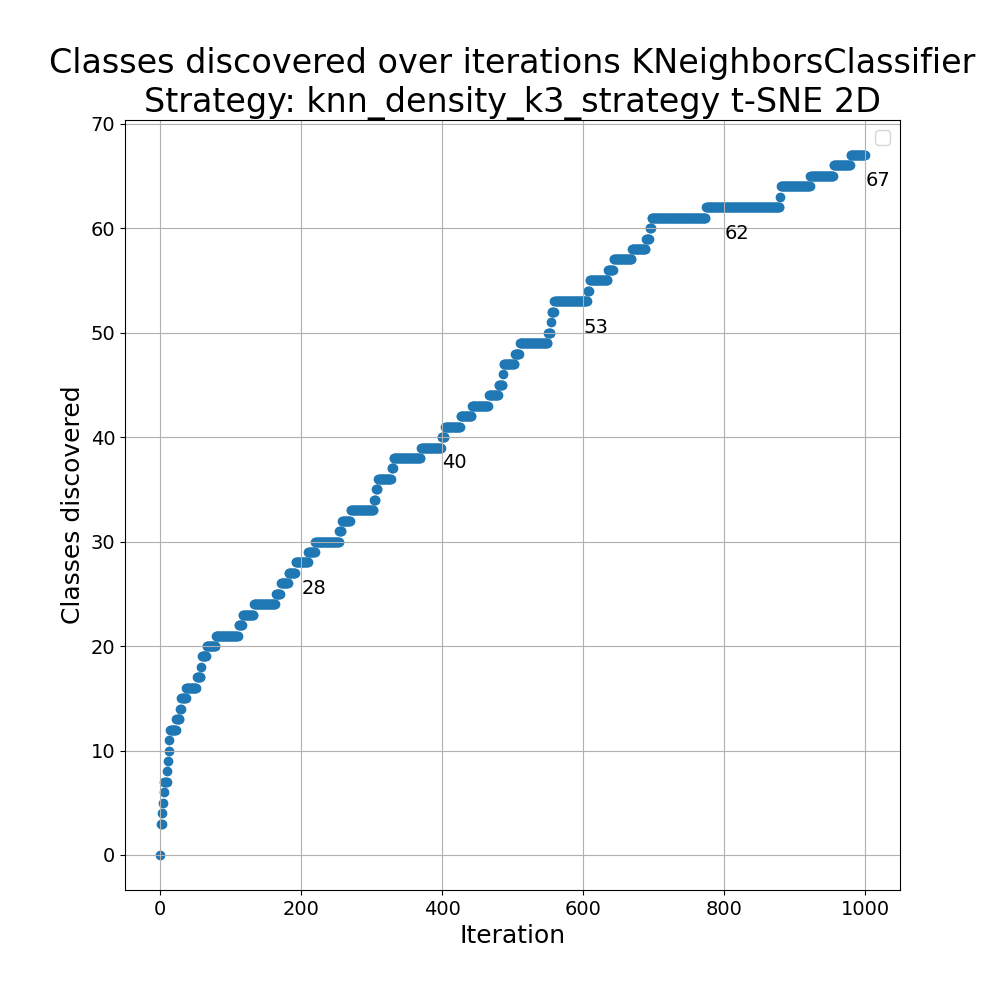 Classes discovered over iterations KNeighborsClassifier
Strategy: knn_density_k3_strategy t-SNE 2D
70
60
50
40
30
20
10
0
Classes discovered
67
62
53
40
28
0 200 400 600 800 1000
Iteration